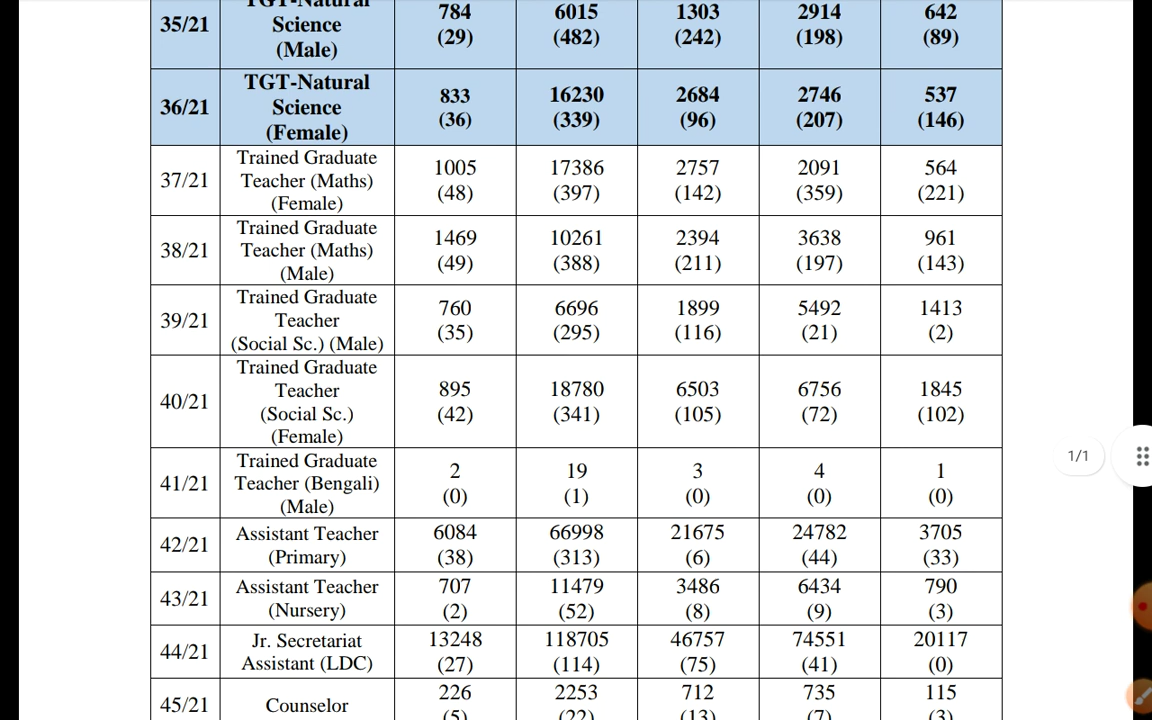 35/21 TGT-Natural Science (Male) 784 (29) 6015 (482) 1303 (242) 2914 (198) 642 (89)
36/21 TGT-Natural Science (Female) 833 (36) 16230 (339) 2684 (96) 2746 (207) 537 (146)
37/21 Trained Graduate Teacher (Maths) (Female) 1005 (48) 17386 (397) 2757 (142) 2091 (359) 564 (221)
38/21 Trained Graduate Teacher (Maths) (Male) 1469 (49) 10261 (388) 2394 (211) 3638 (197) 961 (143)
39/21 Trained Graduate Teacher (Social Sc.) (Male) 760 (35) 6696 (295) 1899 (116) 5492 (21) 1413 (2)
40/21 Trained Graduate Teacher (Social Sc.) (Female) 895 (42) 18780 (341) 6503 (105) 6756 (72) 1845 (102)
41/21 Trained Graduate Teacher (Bengali) (Male) 2 (0) 19 (1) 3 (0) 4 (0) 1 (0)
42/21 Assistant Teacher (Primary) 6084 (38) 66998 (313) 21675 (6) 24782 (44) 3705 (33)
43/21 Assistant Teacher (Nursery) 707 (2) 11479 (52) 3486 (8) 6434 (9) 790 (3)
44/21 Jr. Secretariat Assistant (LDC) 13248 (27) 118705 (114) 46757 (75) 74551 (41) 20117 (0)
45/21 Counselor 226 (5) 2253 (22) 712 (13) 735 (7) 115 (3)
1/1